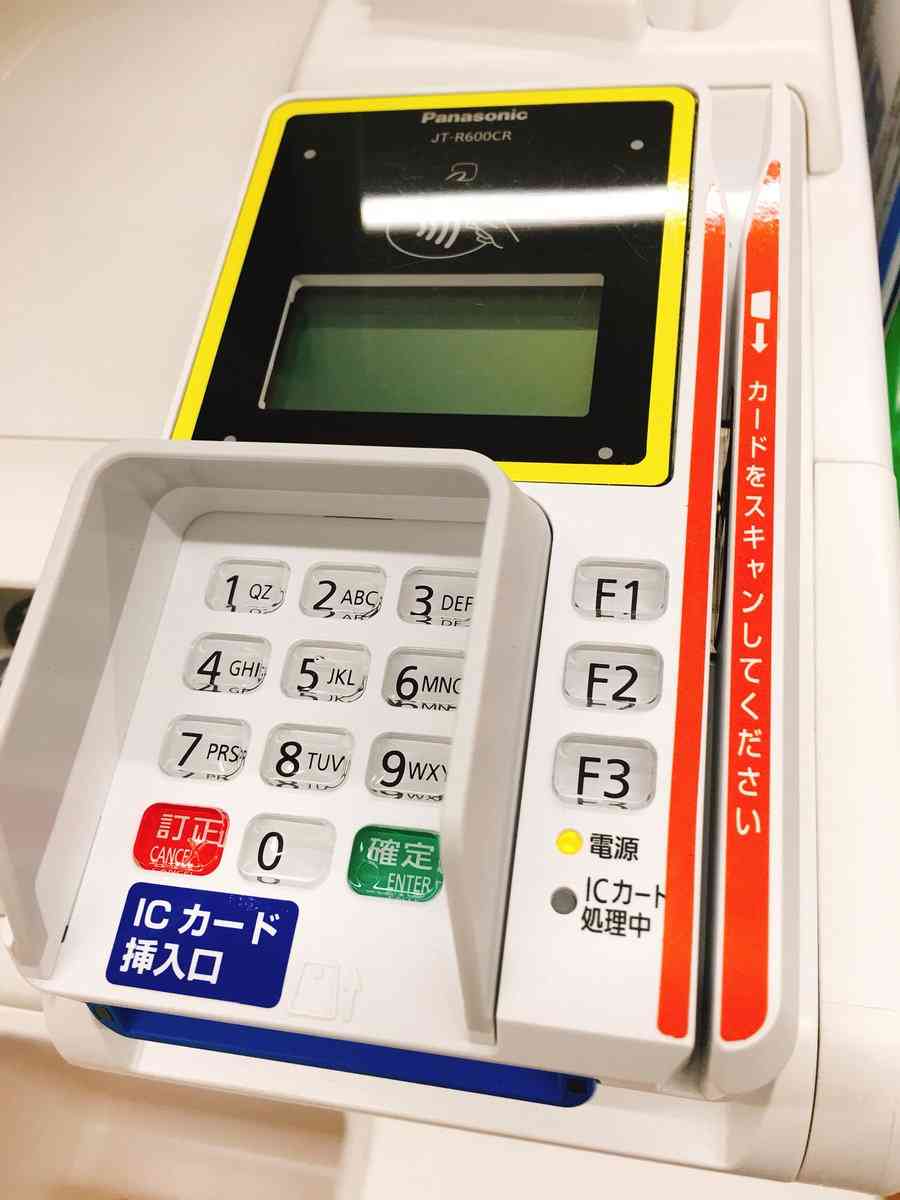 Panasonic
JT-R600CR
カードをスキャンしてください
1 QZ
2 ABC
3 DEF
F1
4 GHI
5 JKL
6 MNO
F2
7 PRS
8 TUV
9 WXY
F3
訂正
CANCEL
0
確定
ENTER
電源
ICカード
処理中
IC カード
挿入口